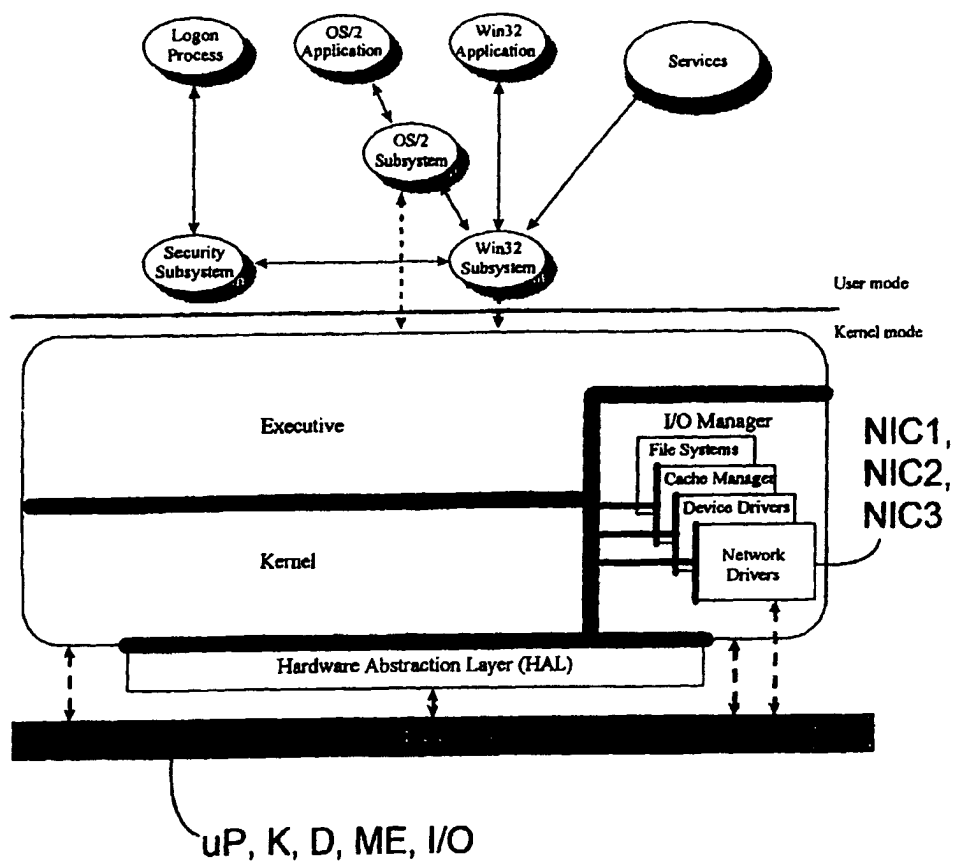 Logon
Process
OS/2
Application
Win32
Application
Services
OS/2
Subsystem
Security
Subsystem
Win32
Subsystem
User mode
Kernel mode
Executive
I/O Manager
File Systems
Cache Manager
Device Drivers
Network
Drivers
NIC1,
NIC2,
NIC3
Kernel
Hardware Abstraction Layer (HAL)
uP, K, D, ME, I/O